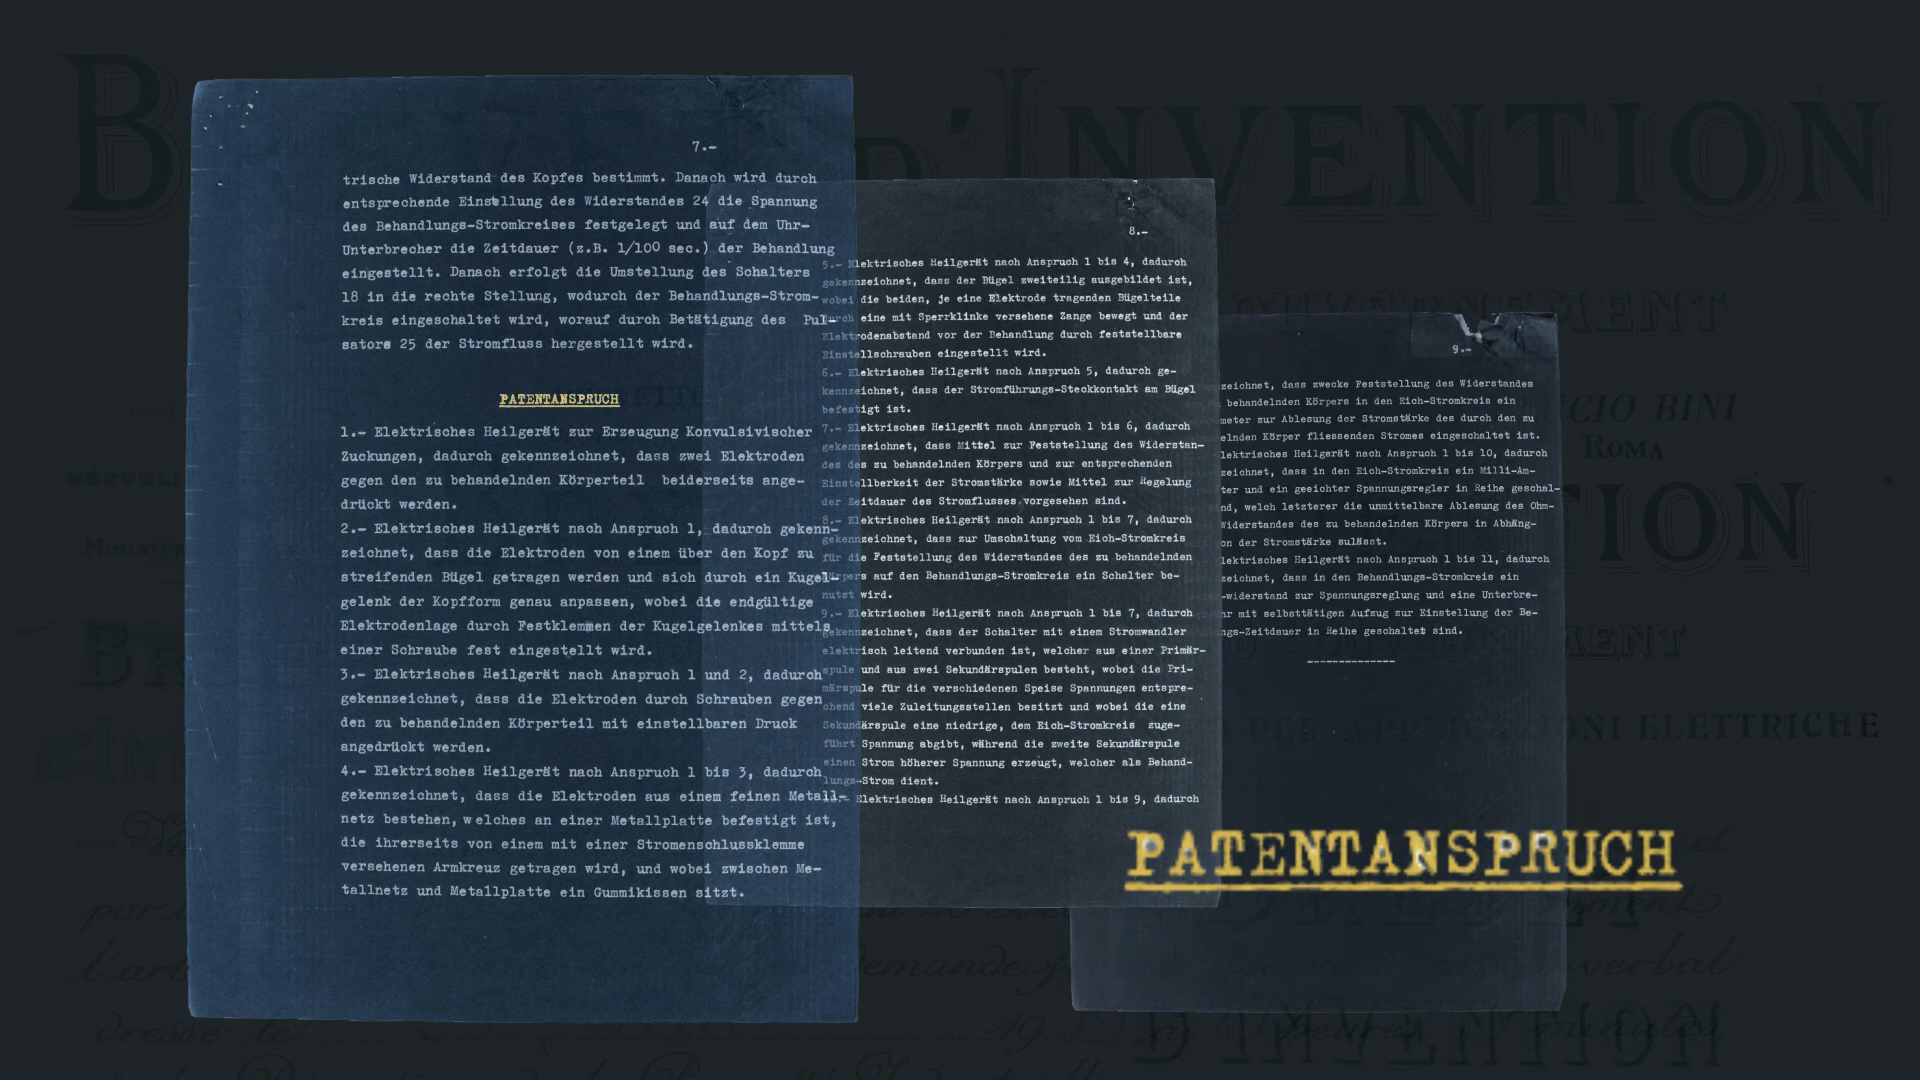 7.-
trische Widerstand des Kopfes bestimmt. Danach wird durch
entsprechende Einstellung des Widerstandes 24 die Spannung
des Behandlungs-Stromkreises festgelegt und auf dem Uhr-
Unterbrecher die Zeitdauer (z.B. 1/100 sec.) der Behandlung
eingestellt. Danach erfolgt die Umstellung des Schalters
18 in die rechte Stellung, wodurch der Behandlungs-Strom-
kreis eingeschaltet wird, worauf durch Betätigung des Pul-
sators 25 der Stromfluss hergestellt wird.
PATENTANSPRUCH
1.- Elektrisches Heilgerät zur Erzeugung Konvulsivischer
Zuckungen, dadurch gekennzeichnet, dass zwei Elektroden
gegen den zu behandelnden Körperteil beiderseits ange-
drückt werden.
2.- Elektrisches Heilgerät nach Anspruch 1, dadurch gekenn-
zeichnet, dass die Elektroden von einem über den Kopf zu
streifenden Bügel getragen werden und sich durch ein Kugel-
gelenk der Kopfform genau anpassen, wobei die endgültige
Elektrodenlage durch Festklemmen der Kugelgelenkes mittels
einer Schraube fest eingestellt wird.
3.- Elektrisches Heilgerät nach Anspruch 1 und 2, dadurch
gekennzeichnet, dass die Elektroden durch Schrauben gegen
den zu behandelnden Körperteil mit einstellbaren Druck
angedrückt werden.
4.- Elektrisches Heilgerät nach Anspruch 1 bis 3, dadurch
gekennzeichnet, dass die Elektroden aus einem feinen Metall-
netz bestehen, welches an einer Metallplatte befestigt ist,
die ihrerseits von einem mit einer Stromenschlussklemme
versehenen Armkreuz getragen wird, und wobei zwischen Me-
tallnetz und Metallplatte ein Gummikissen sitzt.
8.-
5.- Elektrisches Heilgerät nach Anspruch 1 bis 4, dadurch
gekennzeichnet, dass der Bügel zweiteilig ausgebildet ist,
wobei die beiden, je eine Elektrode tragenden Bügelteile
durch eine mit Sperrklinke versehene Zange bewegt und der
Elektrodenabstand vor der Behandlung durch feststellbare
Einstellschrauben eingestellt wird.
6.- Elektrisches Heilgerät nach Anspruch 5, dadurch ge-
kennzeichnet, dass der Stromführungs-Steckkontakt am Bügel
befestigt ist.
7.- Elektrisches Heilgerät nach Anspruch 1 bis 6, dadurch
gekennzeichnet, dass Mittel zur Feststellung des Widerstan-
des des zu behandelnden Körpers und zur entsprechenden
Einstellberkeit der Stromstärke sowie Mittel zur Regelung
der Zeitdauer des Stromflusses vorgesehen sind.
8.- Elektrisches Heilgerät nach Anspruch 1 bis 7, dadurch
gekennzeichnet, dass zur Umschaltung vom Eich-Stromkreis
für die Feststellung des Widerstandes des zu behandelnden
Körpers auf den Behandlungs-Stromkreis ein Schalter be-
nutzt wird.
9.- Elektrisches Heilgerät nach Anspruch 1 bis 7, dadurch
gekennzeichnet, dass der Schalter mit einem Stromwandler
elektrisch leitend verbunden ist, welcher aus einer Primär-
spule und aus zwei Sekundärspulen besteht, wobei die Pri-
märspule für die verschiedenen Speise Spannungen entspre-
chend viele Zuleitungsstellen besitzt und wobei die eine
Sekundärspule eine niedrige, dem Eich-Stromkreis zuge-
führt Spannung abgibt, während die zweite Sekundärspule
einen Strom höherer Spannung erzeugt, welcher als Behand-
lungs-Strom dient.
Elektrisches Heilgerät nach Anspruch 1 bis 9, dadurch
9.-
zeichnet, dass zwecke Feststellung des Widerstandes
behandelnden Körpers in den Eich-Stromkreis ein
meter zur Ablesung der Stromstärke des durch den zu
elnden Körper fliessenden Stromes eingeschaltet ist.
lektrisches Heilgerät nach Anspruch 1 bis 10, dadurch
zeichnet, dass in den Eich-Stromkreis ein Milli-Am-
ter und ein geeichter Spannungsregler in Reihe geschal-
nd, welch letzterer die unmittelbare Ablesung des Ohm-
Widerstandes des zu behandelnden Körpers in Abhäng-
on der Stromstärke sulässt.
lektrisches Heilgerät nach Anspruch 1 bis 11, dadurch
zeichnet, dass in den Behandlungs-Stromkreis ein
-widerstand zur Spannungsreglung und eine Unterbre-
hr mit selbsttätigen Aufzug zur Einstellung der Be-
ngs-Zeitdauer in Reihe geschaltet sind.
PATENTANSPRUCH
D'INVENTION
CIO BINI
ROMA
ONI ELETTRICHE